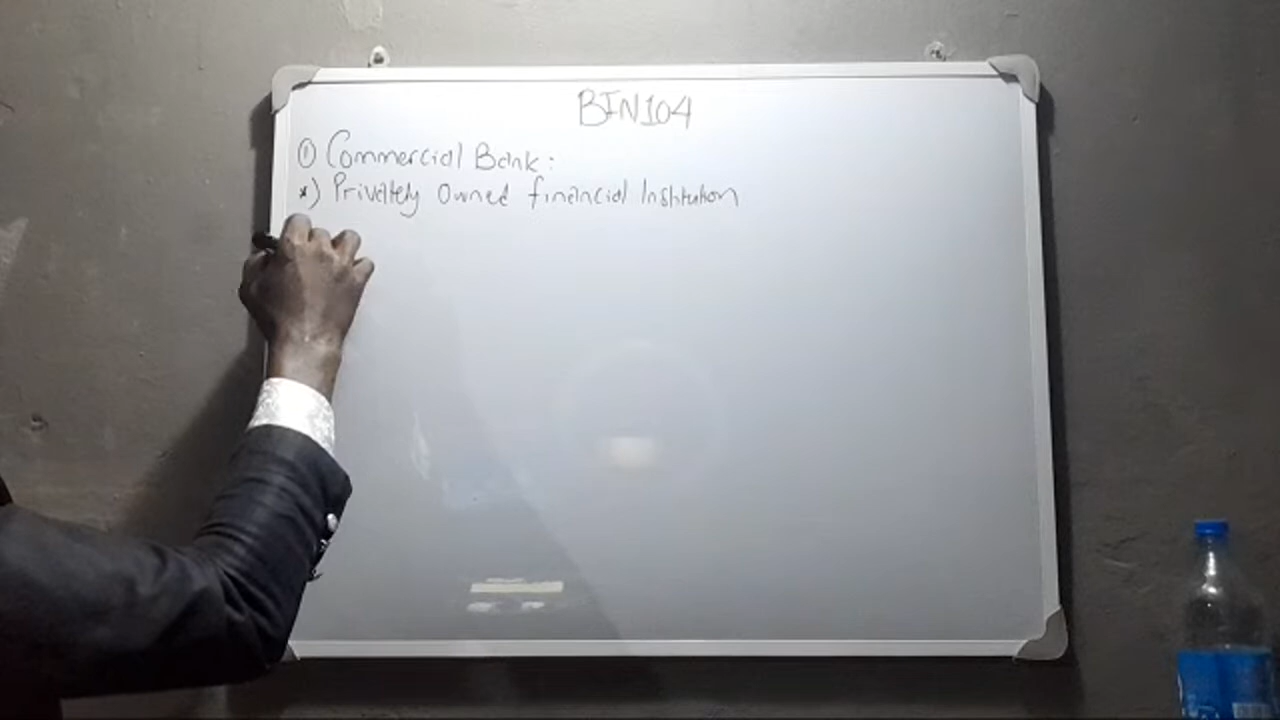 BIN104
① Commercial Bank:
*) Privately Owned financial Institution